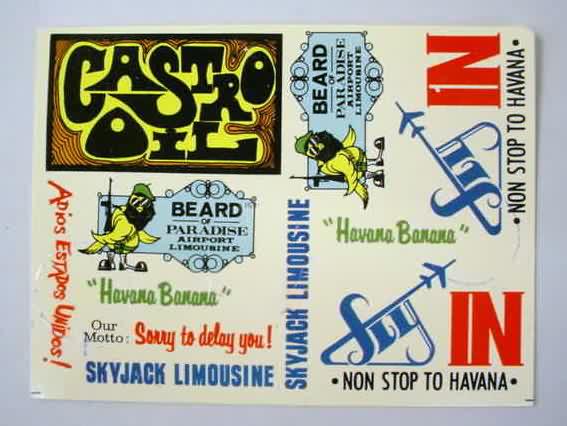 CASTRO
OIL
BEARD
OF
PARADISE
AIRPORT
LIMOUSINE
FLY
IN
• NON STOP TO HAVANA •
BEARD
OF
PARADISE
AIRPORT
LIMOUSINE
"Havana Banana"
ADIOS ESTADOS UNIDOS!
"Havana Banana"
Our
Motto: Sorry to delay you!
SKYJACK LIMOUSINE
SKYJACK LIMOUSINE
FLY IN
• NON STOP TO HAVANA •